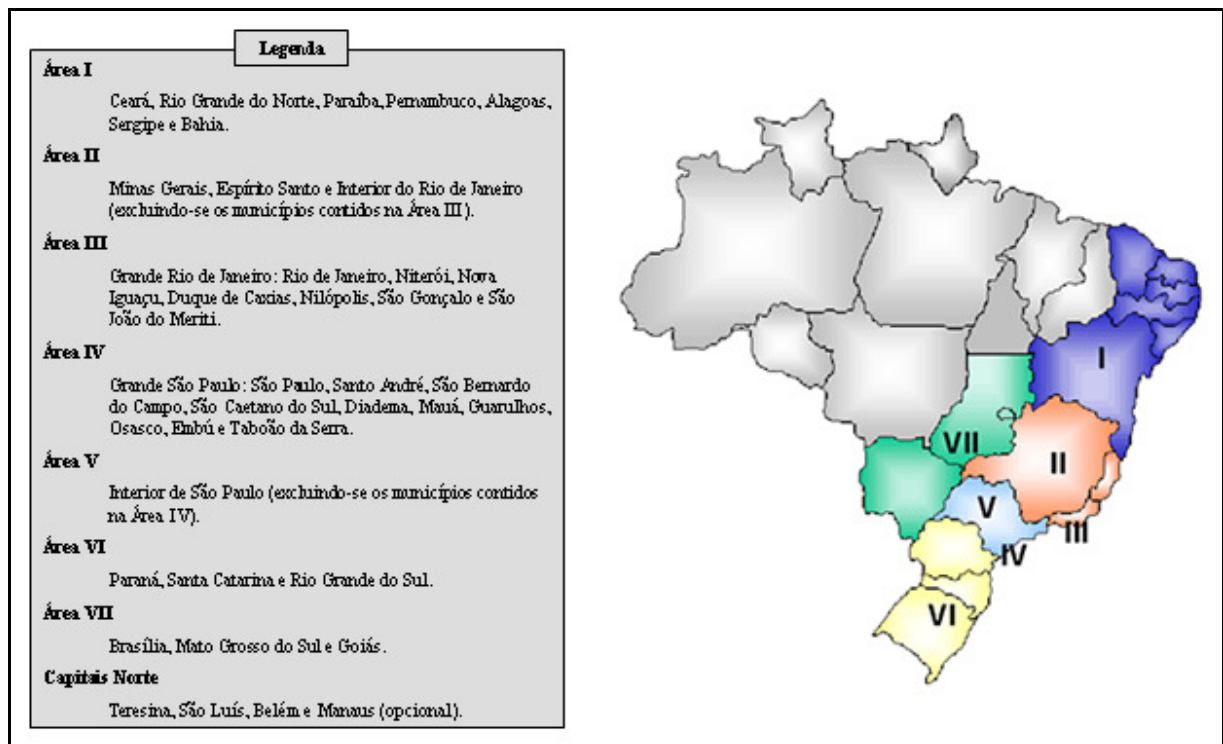 Legenda
Área I
Ceará, Rio Grande do Norte, Paraíba,Pernambuco, Alagoas,
Sergipe e Bahia.
Área II
Minas Gerais, Espírito Santo e Interior do Rio de Janeiro
(excluindo-se os municípios contidos na Área III).
Área III
Grande Rio de Janeiro: Rio de Janeiro, Niterói, Nova
Iguaçu, Duque de Caxias, Nilópolis, São Gonçalo e São
João do Meriti.
Área IV
Grande São Paulo: São Paulo, Santo André, São Bernardo
do Campo, São Caetano do Sul, Diadema, Mauá, Guarulhos,
Osasco, Embú e Taboão da Serra.
Área V
Interior de São Paulo (excluindo-se os municípios contidos
na Área IV).
Área VI
Paraná, Santa Catarina e Rio Grande do Sul.
Área VII
Brasília, Mato Grosso do Sul e Goiás.
Capitais Norte
Teresina, São Luís, Belém e Manaus (opcional).
I
VII
II
V
III
IV
VI